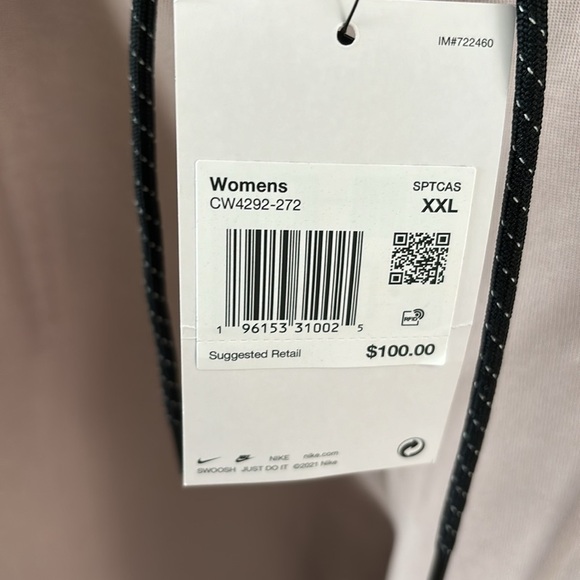 IM#722460
Womens SPTCAS
CW4292-272 XXL
RFID
1 96153 31002 5
Suggested Retail $100.00
NIKE nike.com
SWOOSH JUST DO IT ©2021 Nike